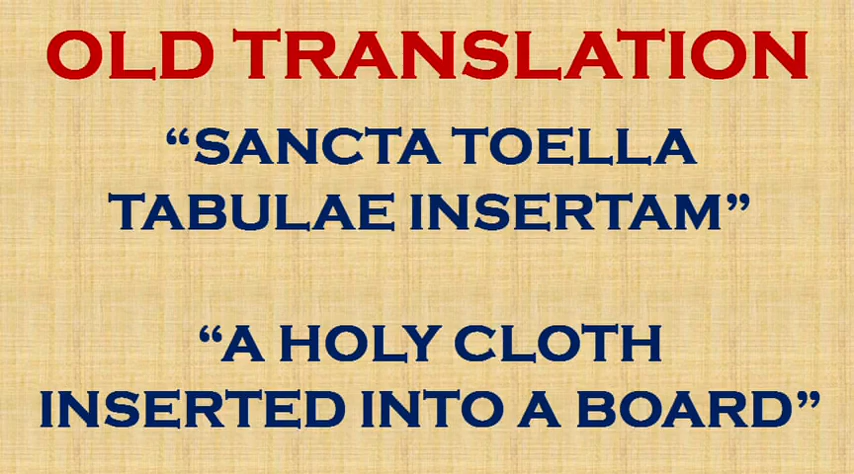 OLD TRANSLATION
“SANCTA TOELLA
TABULAE INSERTAM”
“A HOLY CLOTH
INSERTED INTO A BOARD”